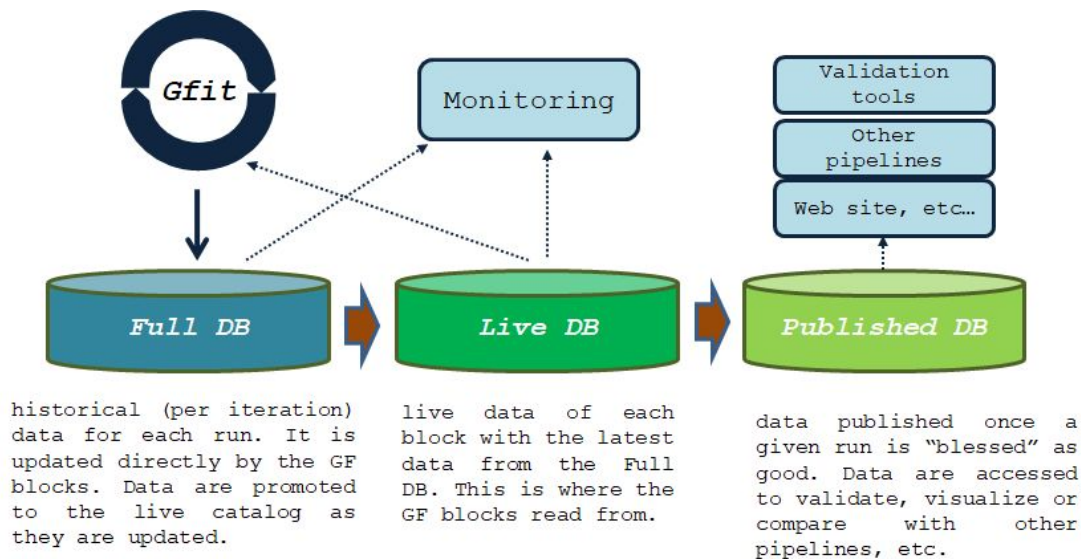 Gfit
Monitoring
Validation
tools
Other
pipelines
Web site, etc…
Full DB
Live DB
Published DB
historical (per iteration)
data for each run. It is
updated directly by the GF
blocks. Data are promoted
to the live catalog as
they are updated.
live data of each
block with the latest
data from the Full
DB. This is where the
GF blocks read from.
data published once a
given run is “blessed” as
good. Data are accessed
to validate, visualize or
compare with other
pipelines, etc.